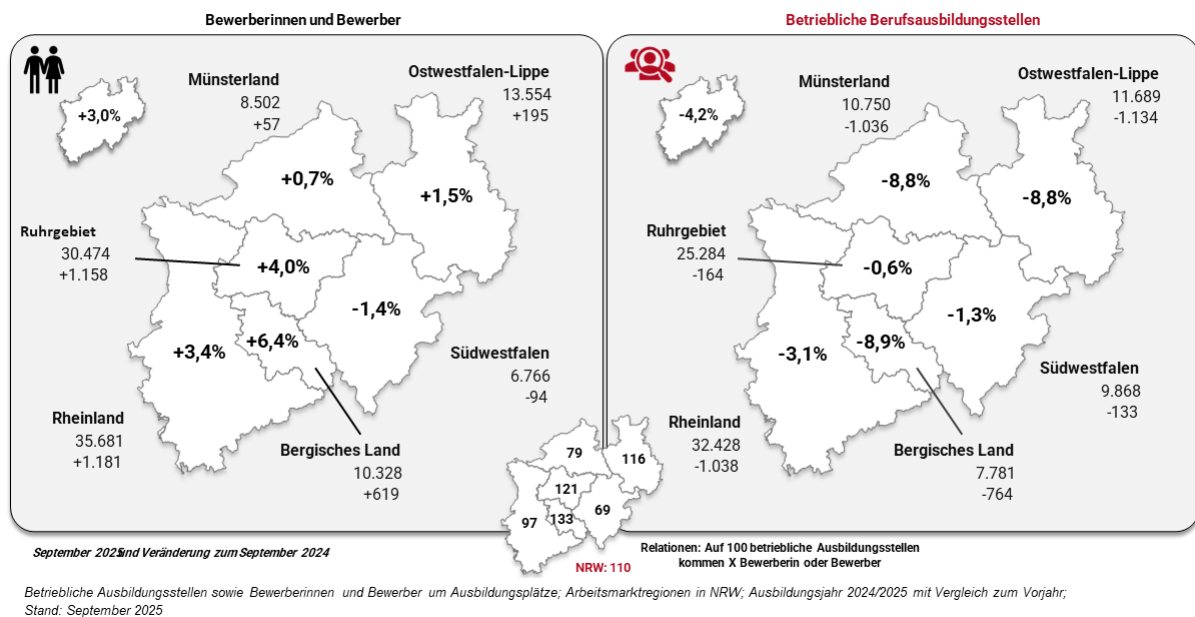 Bewerberinnen und Bewerber
+3,0%
Münsterland
8.502
+57
Ostwestfalen-Lippe
13.554
+195
+0,7%
+1,5%
Ruhrgebiet
30.474
+1.158
+4,0%
-1,4%
+3,4%
+6,4%
Südwestfalen
6.766
-94
Rheinland
35.681
+1.181
Bergisches Land
10.328
+619
Betriebliche Berufsausbildungsstellen
-4,2%
Münsterland
10.750
-1.036
Ostwestfalen-Lippe
11.689
-1.134
-8,8%
-8,8%
Ruhrgebiet
25.284
-164
-0,6%
-1,3%
-3,1%
-8,9%
Südwestfalen
9.868
-133
Rheinland
32.428
-1.038
Bergisches Land
7.781
-764
79
116
121
97
133
69
NRW: 110
September 2025 und Veränderung zum September 2024
Relationen: Auf 100 betriebliche Ausbildungsstellen
kommen X Bewerberin oder Bewerber
Betriebliche Ausbildungsstellen sowie Bewerberinnen und Bewerber um Ausbildungsplätze; Arbeitsmarktregionen in NRW; Ausbildungsjahr 2024/2025 mit Vergleich zum Vorjahr;
Stand: September 2025